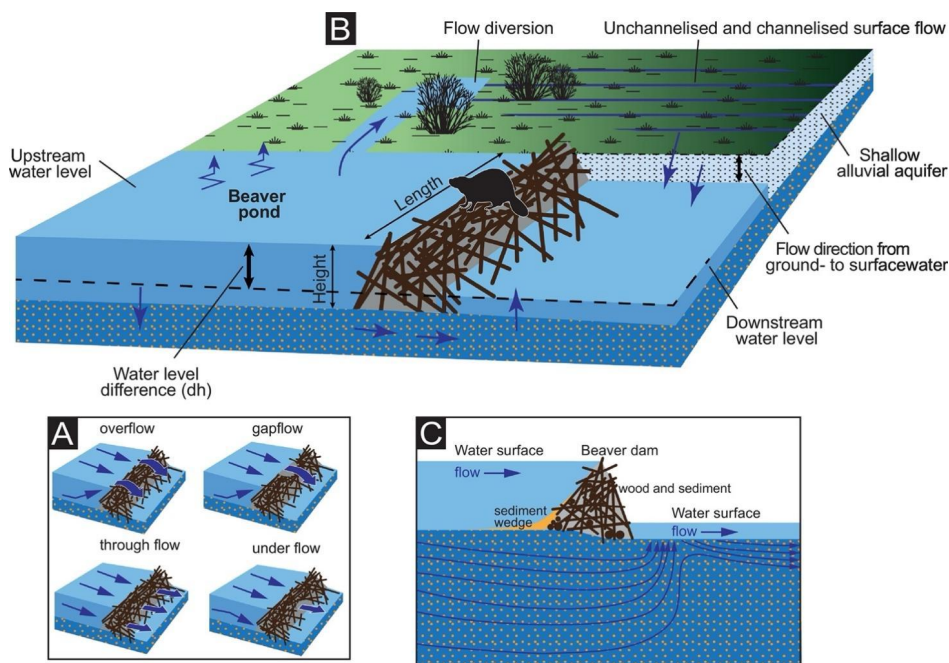 B
Flow diversion
Unchannelised and channelised surface flow
Upstream
water level
Beaver
pond
Length
Height
Shallow
alluvial aquifer
Flow direction from
ground- to surfacewater
Downstream
water level
Water level
difference (dh)
A
overflow
gapflow
through flow
under flow
C
Water surface
flow
Beaver dam
wood and sediment
sediment
wedge
Water surface
flow